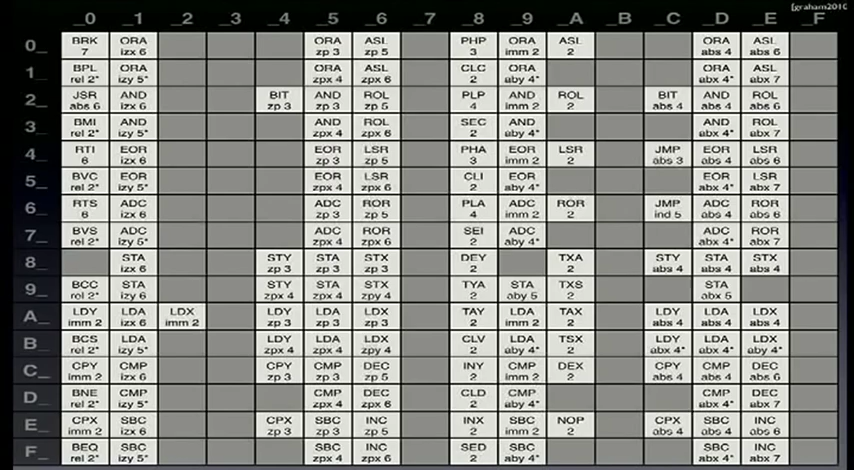 [graham2010
_0 _1 _2 _3 _4 _5 _6 _7 _8 _9 _A _B _C _D _E _F
0_ BRK ORA ORA ASL PHP ORA ASL ORA ASL
7 izx 6 zp 3 zp 5 3 imm 2 2 abs 4 abs 6
1_ BPL ORA ORA ASL CLC ORA ORA ASL
rel 2* izy 5* zpx 4 zpx 6 2 aby 4* abx 4* abx 7
2_ JSR AND BIT AND ROL PLP AND ROL BIT AND ROL
abs 6 izx 6 zp 3 zp 3 zp 5 4 imm 2 2 abs 4 abs 4 abs 6
3_ BMI AND AND ROL SEC AND AND ROL
rel 2* izy 5* zpx 4 zpx 6 2 aby 4* abx 4* abx 7
4_ RTI EOR EOR LSR PHA EOR LSR JMP EOR LSR
6 izx 6 zp 3 zp 5 3 imm 2 2 abs 3 abs 4 abs 6
5_ BVC EOR EOR LSR CLI EOR EOR LSR
rel 2* izy 5* zpx 4 zpx 6 2 aby 4* abx 4* abx 7
6_ RTS ADC ADC ROR PLA ADC ROR JMP ADC ROR
6 izx 6 zp 3 zp 5 4 imm 2 2 ind 5 abs 4 abs 6
7_ BVS ADC ADC ROR SEI ADC ADC ROR
rel 2* izy 5* zpx 4 zpx 6 2 aby 4* abx 4* abx 7
8_ STA STY STA STX DEY TXA STY STA STX
izx 6 zp 3 zp 3 zp 3 2 2 abs 4 abs 4 abs 4
9_ BCC STA STY STA STX TYA STA TXS STA
rel 2* izy 6 zpx 4 zpx 4 zpy 4 2 aby 5 2 abx 5
A_ LDY LDA LDX LDY LDA LDX TAY LDA TAX LDY LDA LDX
imm 2 izx 6 imm 2 zp 3 zp 3 zp 3 2 imm 2 2 abs 4 abs 4 abs 4
B_ BCS LDA LDY LDA LDX CLV LDA TSX LDY LDA LDX
rel 2* izy 5* zpx 4 zpx 4 zpy 4 2 aby 4* 2 abx 4* abx 4* aby 4*
C_ CPY CMP CPY CMP DEC INY CMP DEX CPY CMP DEC
imm 2 izx 6 zp 3 zp 3 zp 5 2 imm 2 2 abs 4 abs 4 abs 6
D_ BNE CMP CMP DEC CLD CMP CMP DEC
rel 2* izy 5* zpx 4 zpx 6 2 aby 4* abx 4* abx 7
E_ CPX SBC CPX SBC INC INX SBC NOP CPX SBC INC
imm 2 izx 6 zp 3 zp 3 zp 5 2 imm 2 2 abs 4 abs 4 abs 6
F_ BEQ SBC SBC INC SED SBC SBC INC
rel 2* izy 5* zpx 4 zpx 6 2 aby 4* abx 4* abx 7